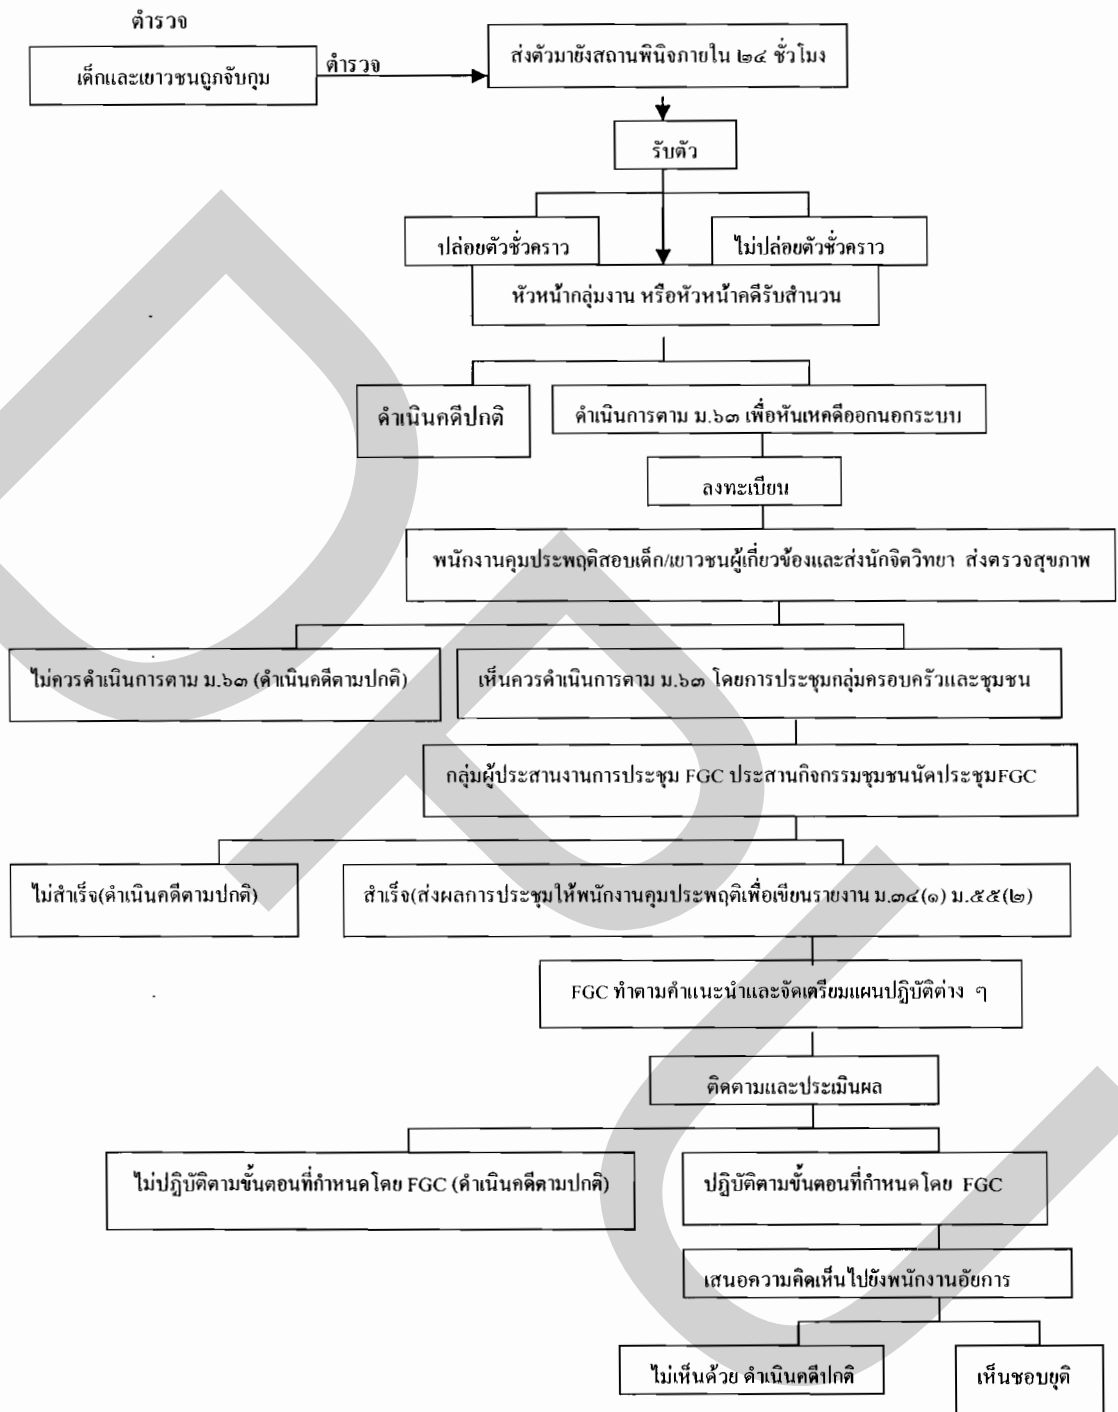 ตำรวจ
เด็กและเยาวชนถูกจับกุม
ตำรวจ
ส่งตัวมายังสถานพินิจภายใน ๒๔ ชั่วโมง
รับตัว
ปล่อยตัวชั่วคราว
ไม่ปล่อยตัวชั่วคราว
หัวหน้ากลุ่มงาน หรือหัวหน้าคดีรับสำนวน
ดำเนินคดีปกติ
ดำเนินการตาม ม.๖๓ เพื่อหันเหคดีออกนอกระบบ
ลงทะเบียน
พนักงานคุมประพฤติสอบเด็ก/เยาวชนผู้เกี่ยวข้องและส่งนักจิตวิทยา ส่งตรวจสุขภาพ
ไม่ควรดำเนินการตาม ม.๖๓ (ดำเนินคดีตามปกติ)
เห็นควรดำเนินการตาม ม.๖๓ โดยการประชุมกลุ่มครอบครัวและชุมชน
กลุ่มผู้ประสานงานการประชุม FGC ประสานกิจกรรมชุมชนนัดประชุมFGC
ไม่สำเร็จ(ดำเนินคดีตามปกติ)
สำเร็จ(ส่งผลการประชุมให้พนักงานคุมประพฤติเพื่อเขียนรายงาน ม.๓๔(๑) ม.๕๕(๒)
FGC ทำตามคำแนะนำและจัดเตรียมแผนปฏิบัติต่าง ๆ
ติดตามและประเมินผล
ไม่ปฏิบัติตามขั้นตอนที่กำหนดโดย FGC (ดำเนินคดีตามปกติ)
ปฏิบัติตามขั้นตอนที่กำหนดโดย FGC
เสนอความคิดเห็นไปยังพนักงานอัยการ
ไม่เห็นด้วย ดำเนินคดีปกติ
เห็นชอบยุติ
DPU